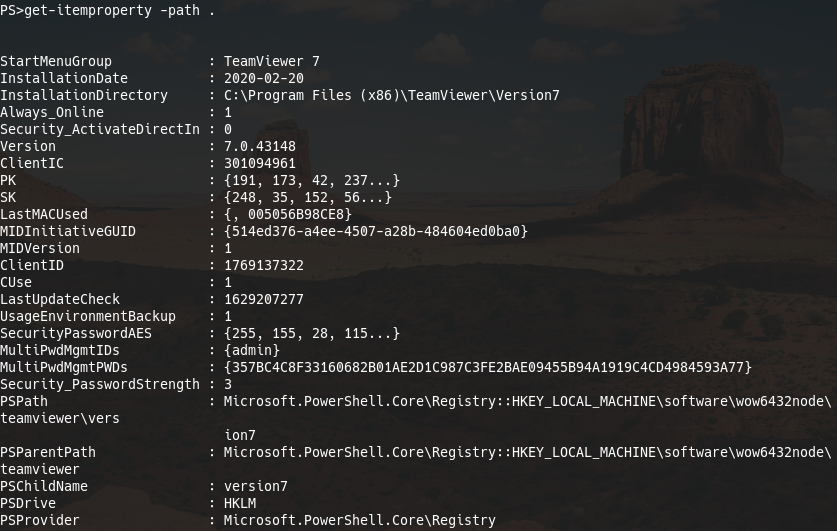 PS>get-itemproperty -path .
StartMenuGroup : TeamViewer 7
InstallationDate : 2020-02-20
InstallationDirectory : C:\Program Files (x86)\TeamViewer\Version7
Always_Online : 1
Security_ActivateDirectIn : 0
Version : 7.0.43148
ClientIC : 301094961
PK : {191, 173, 42, 237...}
SK : {248, 35, 152, 56...}
LastMACUsed : {, 005056B98CE8}
MIDInitiativeGUID : {514ed376-a4ee-4507-a28b-484604ed0ba0}
MIDVersion : 1
ClientID : 1769137322
CUse : 1
LastUpdateCheck : 1629207277
UsageEnvironmentBackup : 1
SecurityPasswordAES : {255, 155, 28, 115...}
MultiPwdMgmtIDs : {admin}
MultiPwdMgmtPWDs : {357BC4C8F33160682B01AE2D1C987C3FE2BAE09455B94A1919C4CD4984593A77}
Security_PasswordStrength : 3
PSPath : Microsoft.PowerShell.Core\Registry::HKEY_LOCAL_MACHINE\software\wow6432node\
teamviewer\vers
ion7
PSParentPath : Microsoft.PowerShell.Core\Registry::HKEY_LOCAL_MACHINE\software\wow6432node\
teamviewer
PSChildName : version7
PSDrive : HKLM
PSProvider : Microsoft.PowerShell.Core\Registry